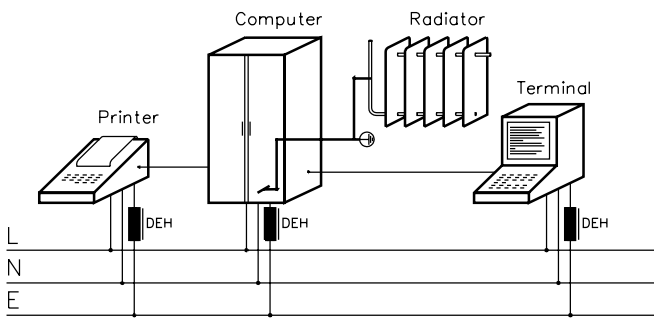 Computer
Radiator
Terminal
Printer
DEH
DEH
DEH
L
N
E